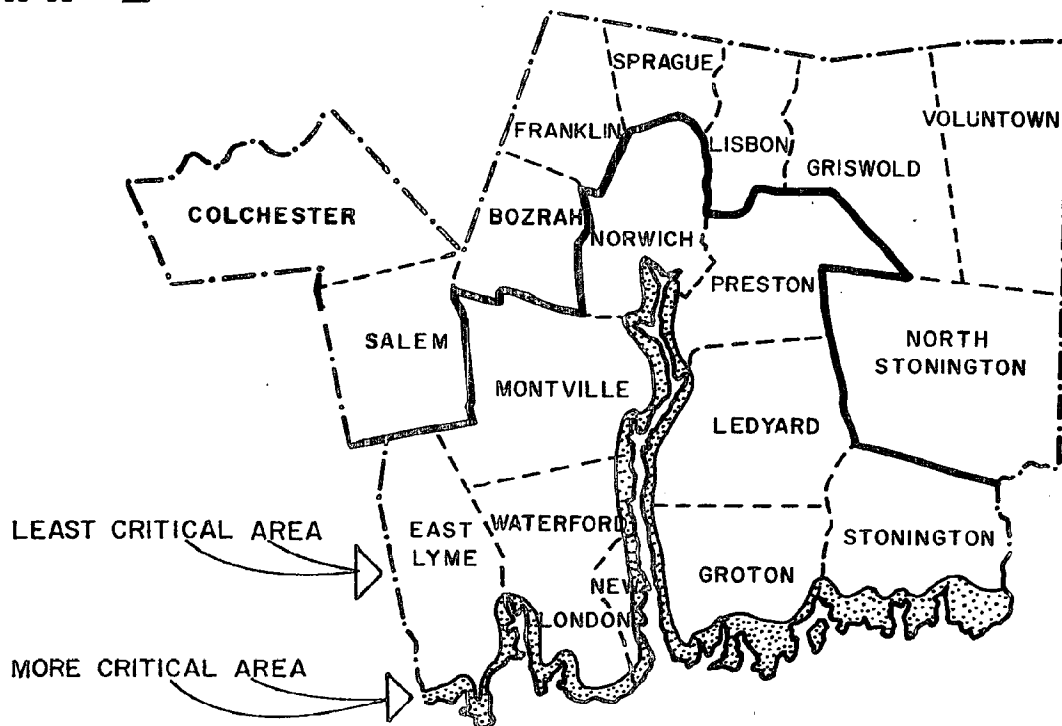 SPRAGUE
VOLUNTOWN
FRANKLIN
LISBON
GRISWOLD
COLCHESTER
BOZRAH
NORWICH
PRESTON
SALEM
NORTH
STONINGTON
MONTVILLE
LEDYARD
LEAST CRITICAL AREA
EAST
LYME
WATERFORD
STONINGTON
NEW
LONDON
GROTON
MORE CRITICAL AREA